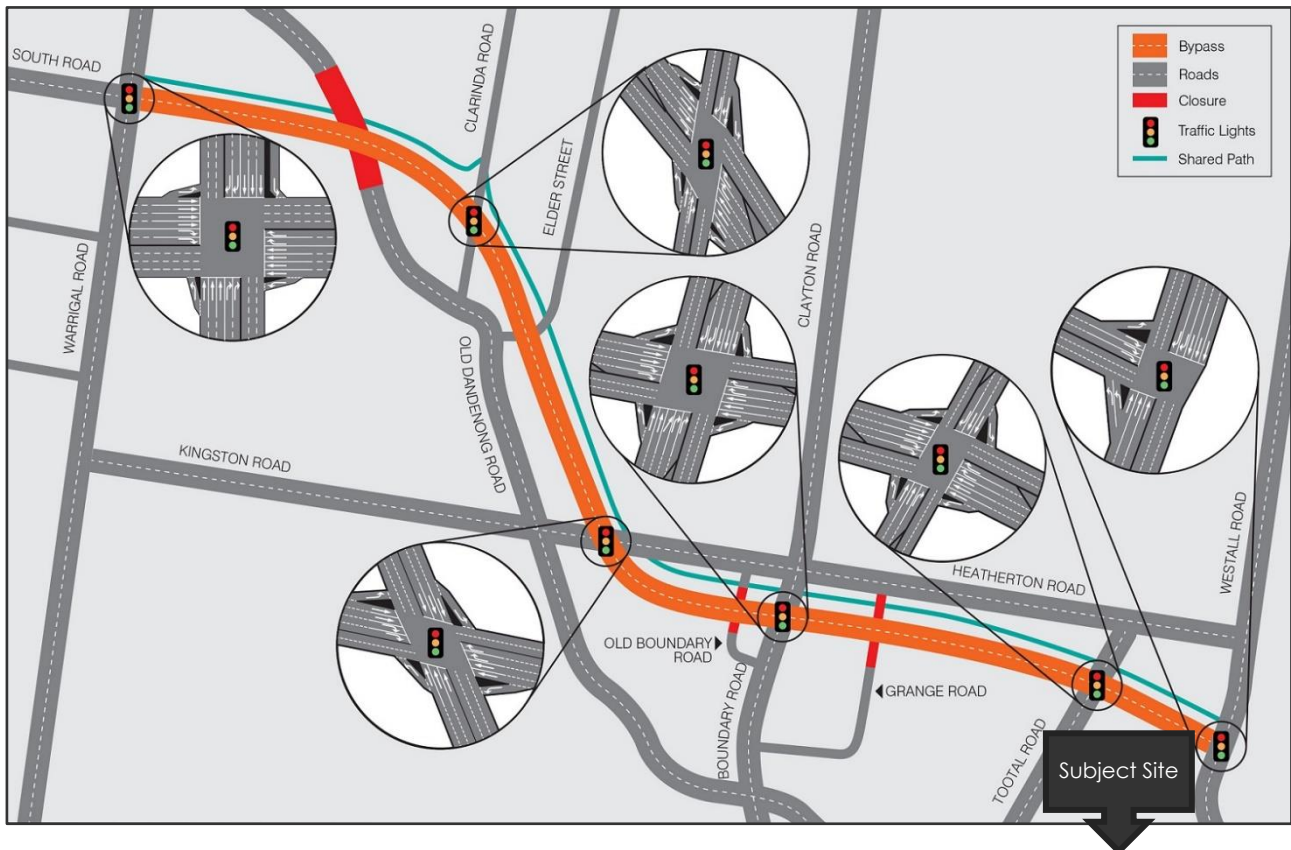 SOUTH ROAD
CLARINDA ROAD
ELDER STREET
WARRIGAL ROAD
OLD DANDENONG ROAD
CLAYTON ROAD
KINGSTON ROAD
HEATHERTON ROAD
WESTALL ROAD
OLD BOUNDARY
ROAD
GRANGE ROAD
BOUNDARY ROAD
TOOTAL ROAD
Subject Site
Bypass
Roads
Closure
Traffic Lights
Shared Path